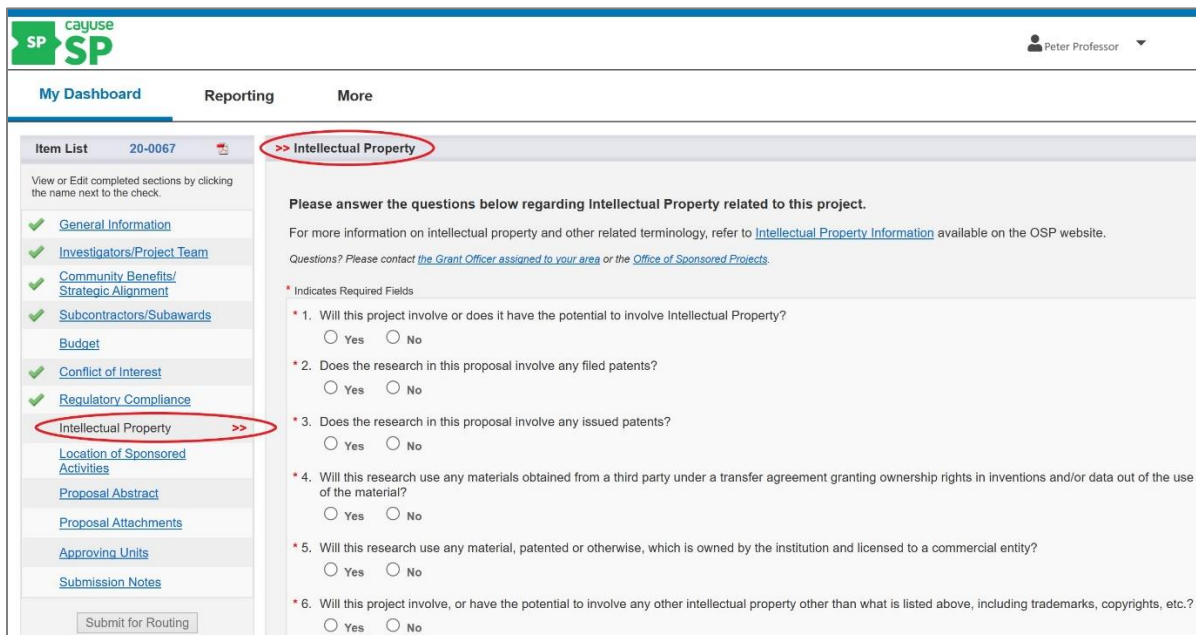 SP
cayuse
SP
Peter Professor
My Dashboard
Reporting
More
Item List 20-0067
View or Edit completed sections by clicking
the name next to the check.
General Information
Investigators/Project Team
Community Benefits/
Strategic Alignment
Subcontractors/Subawards
Budget
Conflict of Interest
Regulatory Compliance
Intellectual Property >>
Location of Sponsored
Activities
Proposal Abstract
Proposal Attachments
Approving Units
Submission Notes
Submit for Routing
>> Intellectual Property
Please answer the questions below regarding Intellectual Property related to this project.
For more information on intellectual property and other related terminology, refer to Intellectual Property Information available on the OSP website.
Questions? Please contact the Grant Officer assigned to your area or the Office of Sponsored Projects.
* Indicates Required Fields
* 1. Will this project involve or does it have the potential to involve Intellectual Property?
Yes No
* 2. Does the research in this proposal involve any filed patents?
Yes No
* 3. Does the research in this proposal involve any issued patents?
Yes No
* 4. Will this research use any materials obtained from a third party under a transfer agreement granting ownership rights in inventions and/or data out of the use
of the material?
Yes No
* 5. Will this research use any material, patented or otherwise, which is owned by the institution and licensed to a commercial entity?
Yes No
* 6. Will this project involve, or have the potential to involve any other intellectual property other than what is listed above, including trademarks, copyrights, etc.?
Yes No